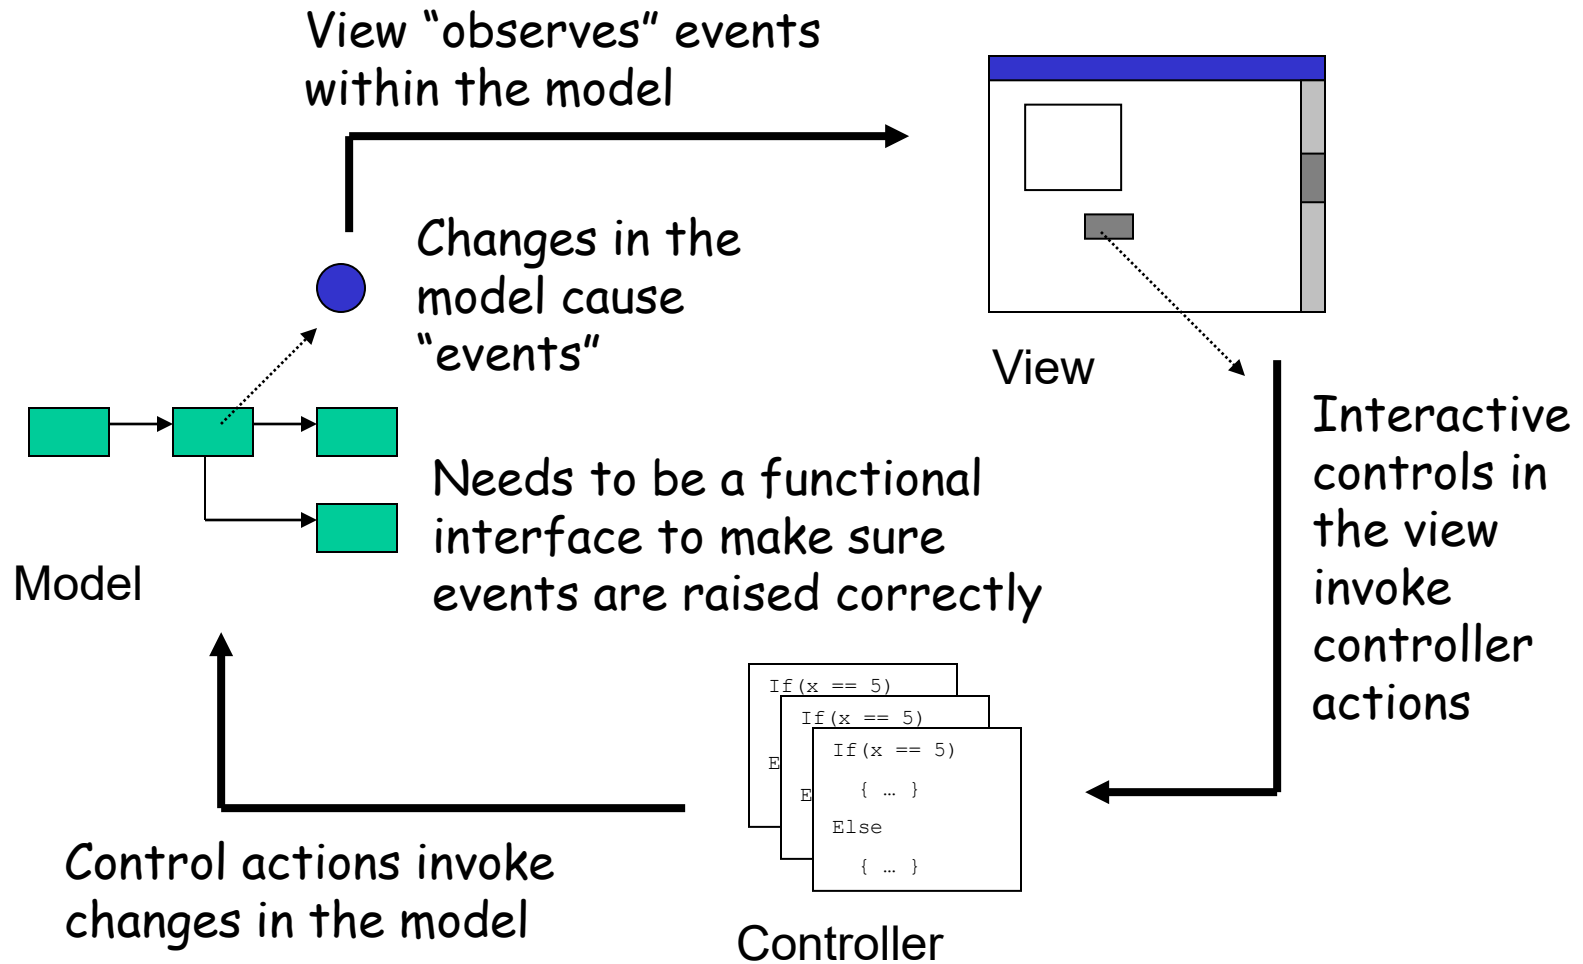 View “observes” events
within the model
Changes in the
model cause
“events”
View
Interactive
controls in
the view
invoke
controller
actions
Needs to be a functional
interface to make sure
events are raised correctly
Model
If(x == 5)
E
If(x == 5)
E
If(x == 5)
{ … }
Else
{ … }
Control actions invoke
changes in the model
Controller